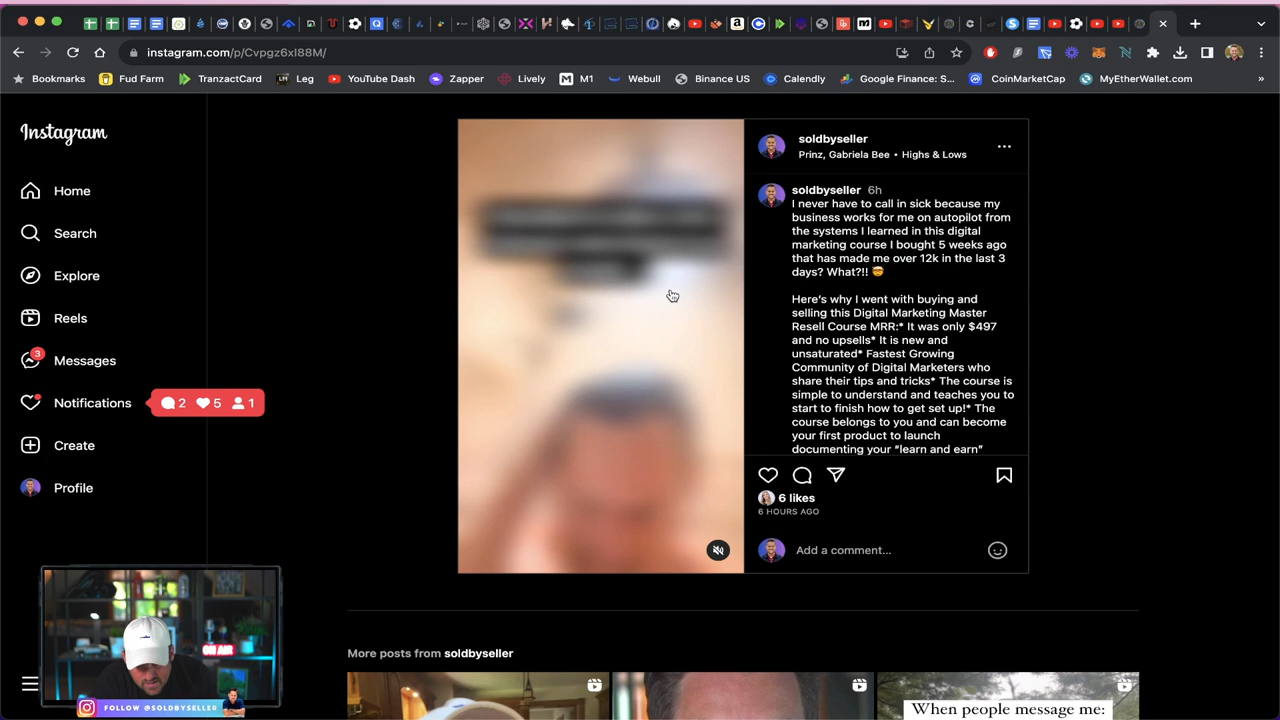 instagram.com/p/Cvpgz6xI88M/
Bookmarks
Fud Farm
TranzactCard
Leg
YouTube Dash
Zapper
Lively
M1
Webull
Binance US
Calendly
Google Finance: S...
CoinMarketCap
MyEtherWallet.com
»
Instagram
Home
Search
Explore
Reels
3
Messages
Notifications
2
5
1
Create
Profile
soldbyseller
Prinz, Gabriela Bee • Highs & Lows
soldbyseller 6h
I never have to call in sick because my
business works for me on autopilot from
the systems I learned in this digital
marketing course I bought 5 weeks ago
that has made me over 12k in the last 3
days? What?!! 🤯
Here's why I went with buying and
selling this Digital Marketing Master
Resell Course MRR:* It was only $497
and no upsells* It is new and
unsaturated* Fastest Growing
Community of Digital Marketers who
share their tips and tricks* The course is
simple to understand and teaches you to
start to finish how to get set up!* The
course belongs to you and can become
your first product to launch
documenting your "learn and earn"
6 likes
6 HOURS AGO
Add a comment...
ON AIR
FOLLOW @SOLDBYSELLER
More posts from soldbyseller
When people message me: